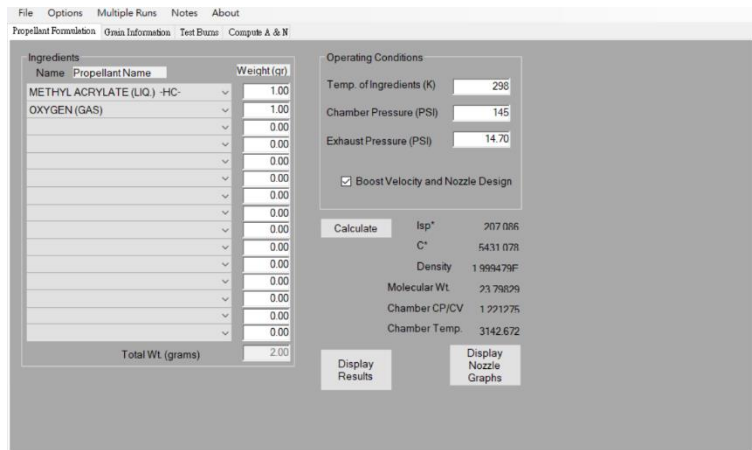 File Options Multiple Runs Notes About
Propellant Formulation Grain Information Test Burns Compute A & N
Ingredients
Name Propellant Name Weight (gr)
METHYL ACRYLATE (LIQ.) -HC- 1.00
OXYGEN (GAS) 1.00
0.00
0.00
0.00
0.00
0.00
0.00
0.00
0.00
0.00
0.00
0.00
0.00
0.00
Total Wt. (grams) 2.00
Operating Conditions
Temp. of Ingredients (K) 298
Chamber Pressure (PSI) 145
Exhaust Pressure (PSI) 14.70
Boost Velocity and Nozzle Design
Calculate
Isp* 207.086
C* 5431.078
Density 1.999479E
Molecular Wt. 23.79829
Chamber CP/CV 1.221275
Chamber Temp. 3142.672
Display
Results
Display
Nozzle
Graphs